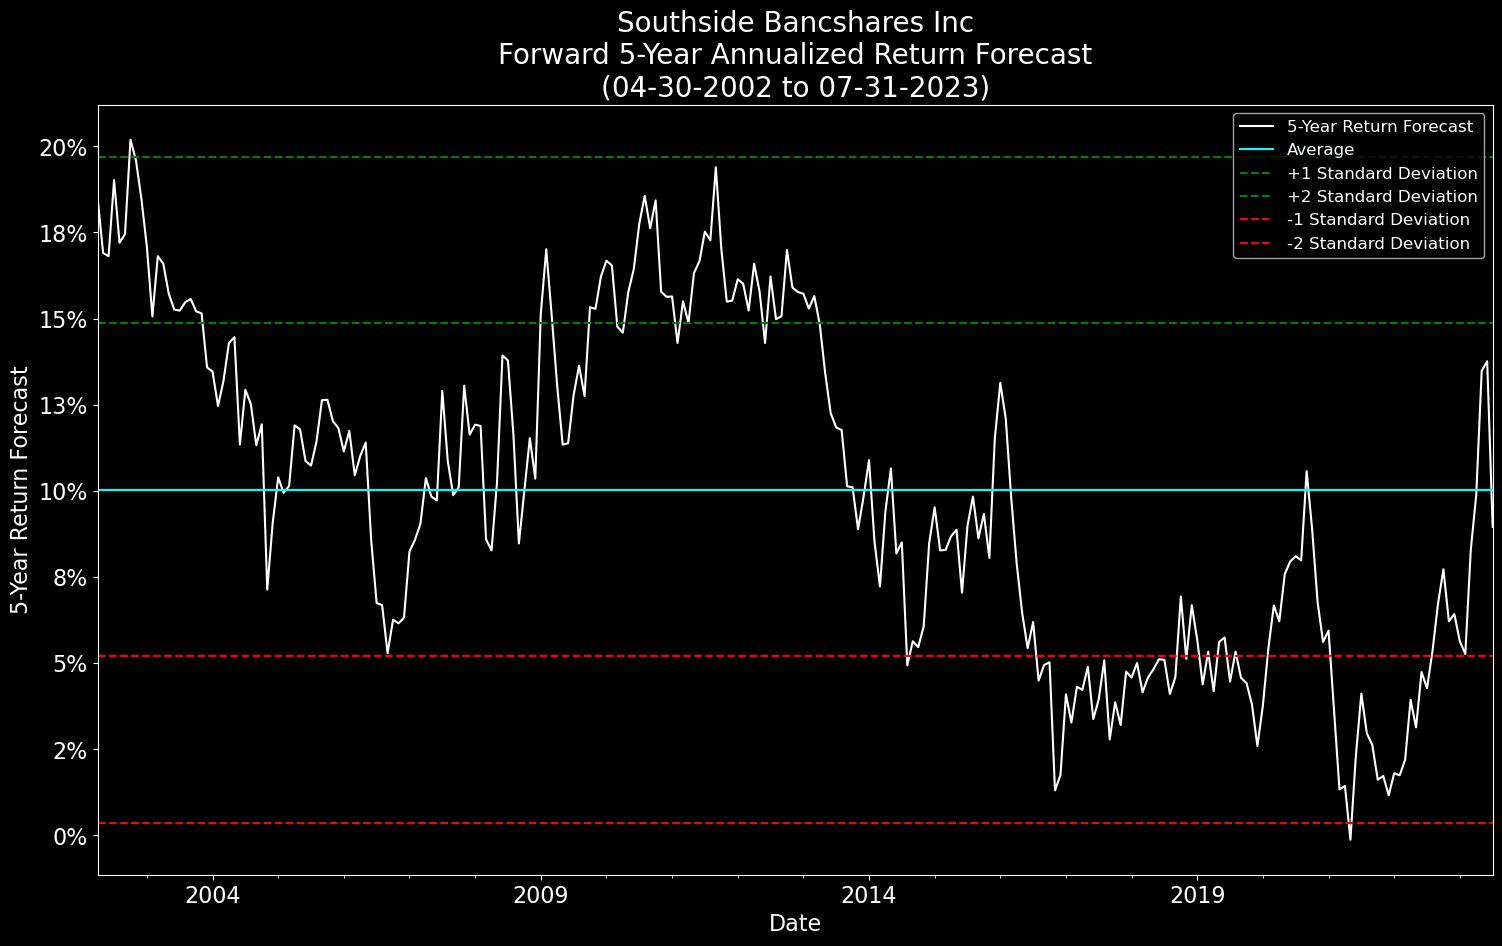 Southside Bancshares Inc
Forward 5-Year Annualized Return Forecast
(04-30-2002 to 07-31-2023)
5-Year Return Forecast
Average
+1 Standard Deviation
+2 Standard Deviation
-1 Standard Deviation
-2 Standard Deviation
5-Year Return Forecast
20%
18%
15%
13%
10%
8%
5%
2%
0%
2004
2009
2014
2019
Date